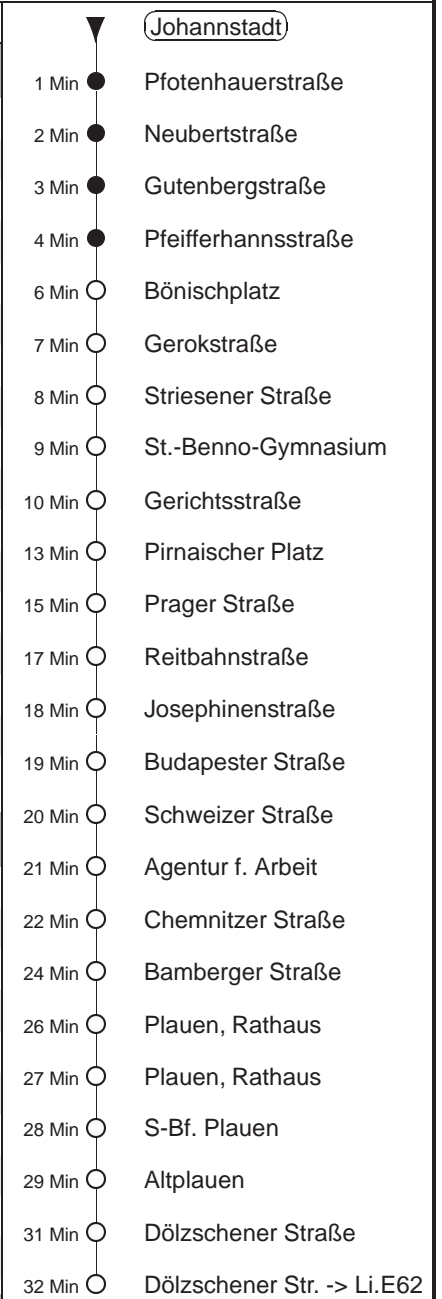 Johannstadt
1 Min Pfotenhauerstraße
2 Min Neubertstraße
3 Min Gutenbergstraße
4 Min Pfeifferhannsstraße
6 Min Bönischplatz
7 Min Gerokstraße
8 Min Striesener Straße
9 Min St.-Benno-Gymnasium
10 Min Gerichtsstraße
13 Min Pirnaischer Platz
15 Min Prager Straße
17 Min Reitbahnstraße
18 Min Josephinenstraße
19 Min Budapester Straße
20 Min Schweizer Straße
21 Min Agentur f. Arbeit
22 Min Chemnitzer Straße
24 Min Bamberger Straße
26 Min Plauen, Rathaus
27 Min Plauen, Rathaus
28 Min S-Bf. Plauen
29 Min Altplauen
31 Min Dölzschener Straße
32 Min Dölzschener Str. -> Li.E62